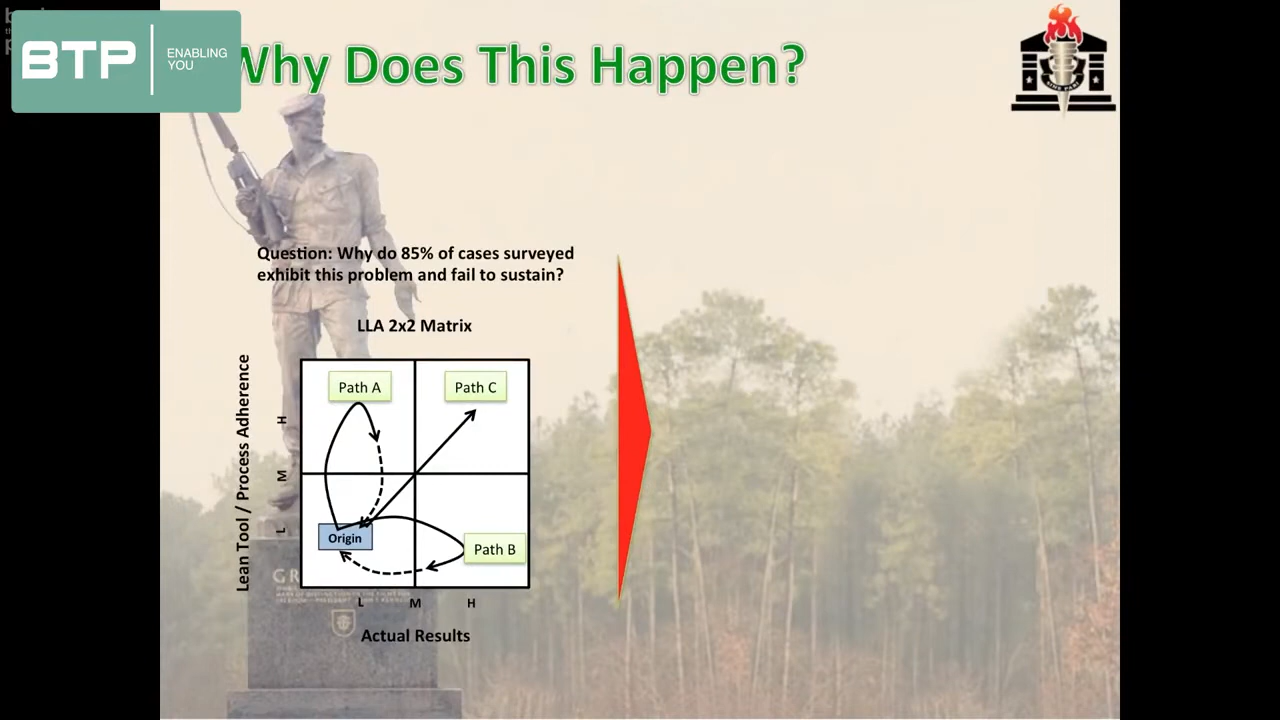 BTP
ENABLING
YOU
Why Does This Happen?
Question: Why do 85% of cases surveyed
exhibit this problem and fail to sustain?
LLA 2x2 Matrix
Lean Tool / Process Adherence
H
M
L
Path A
Path C
Origin
Path B
L M H
Actual Results